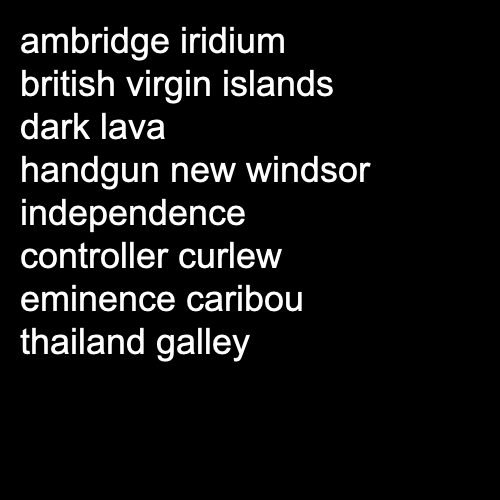 ambridge iridium
british virgin islands
dark lava
handgun new windsor
independence
controller curlew
eminence caribou
thailand galley